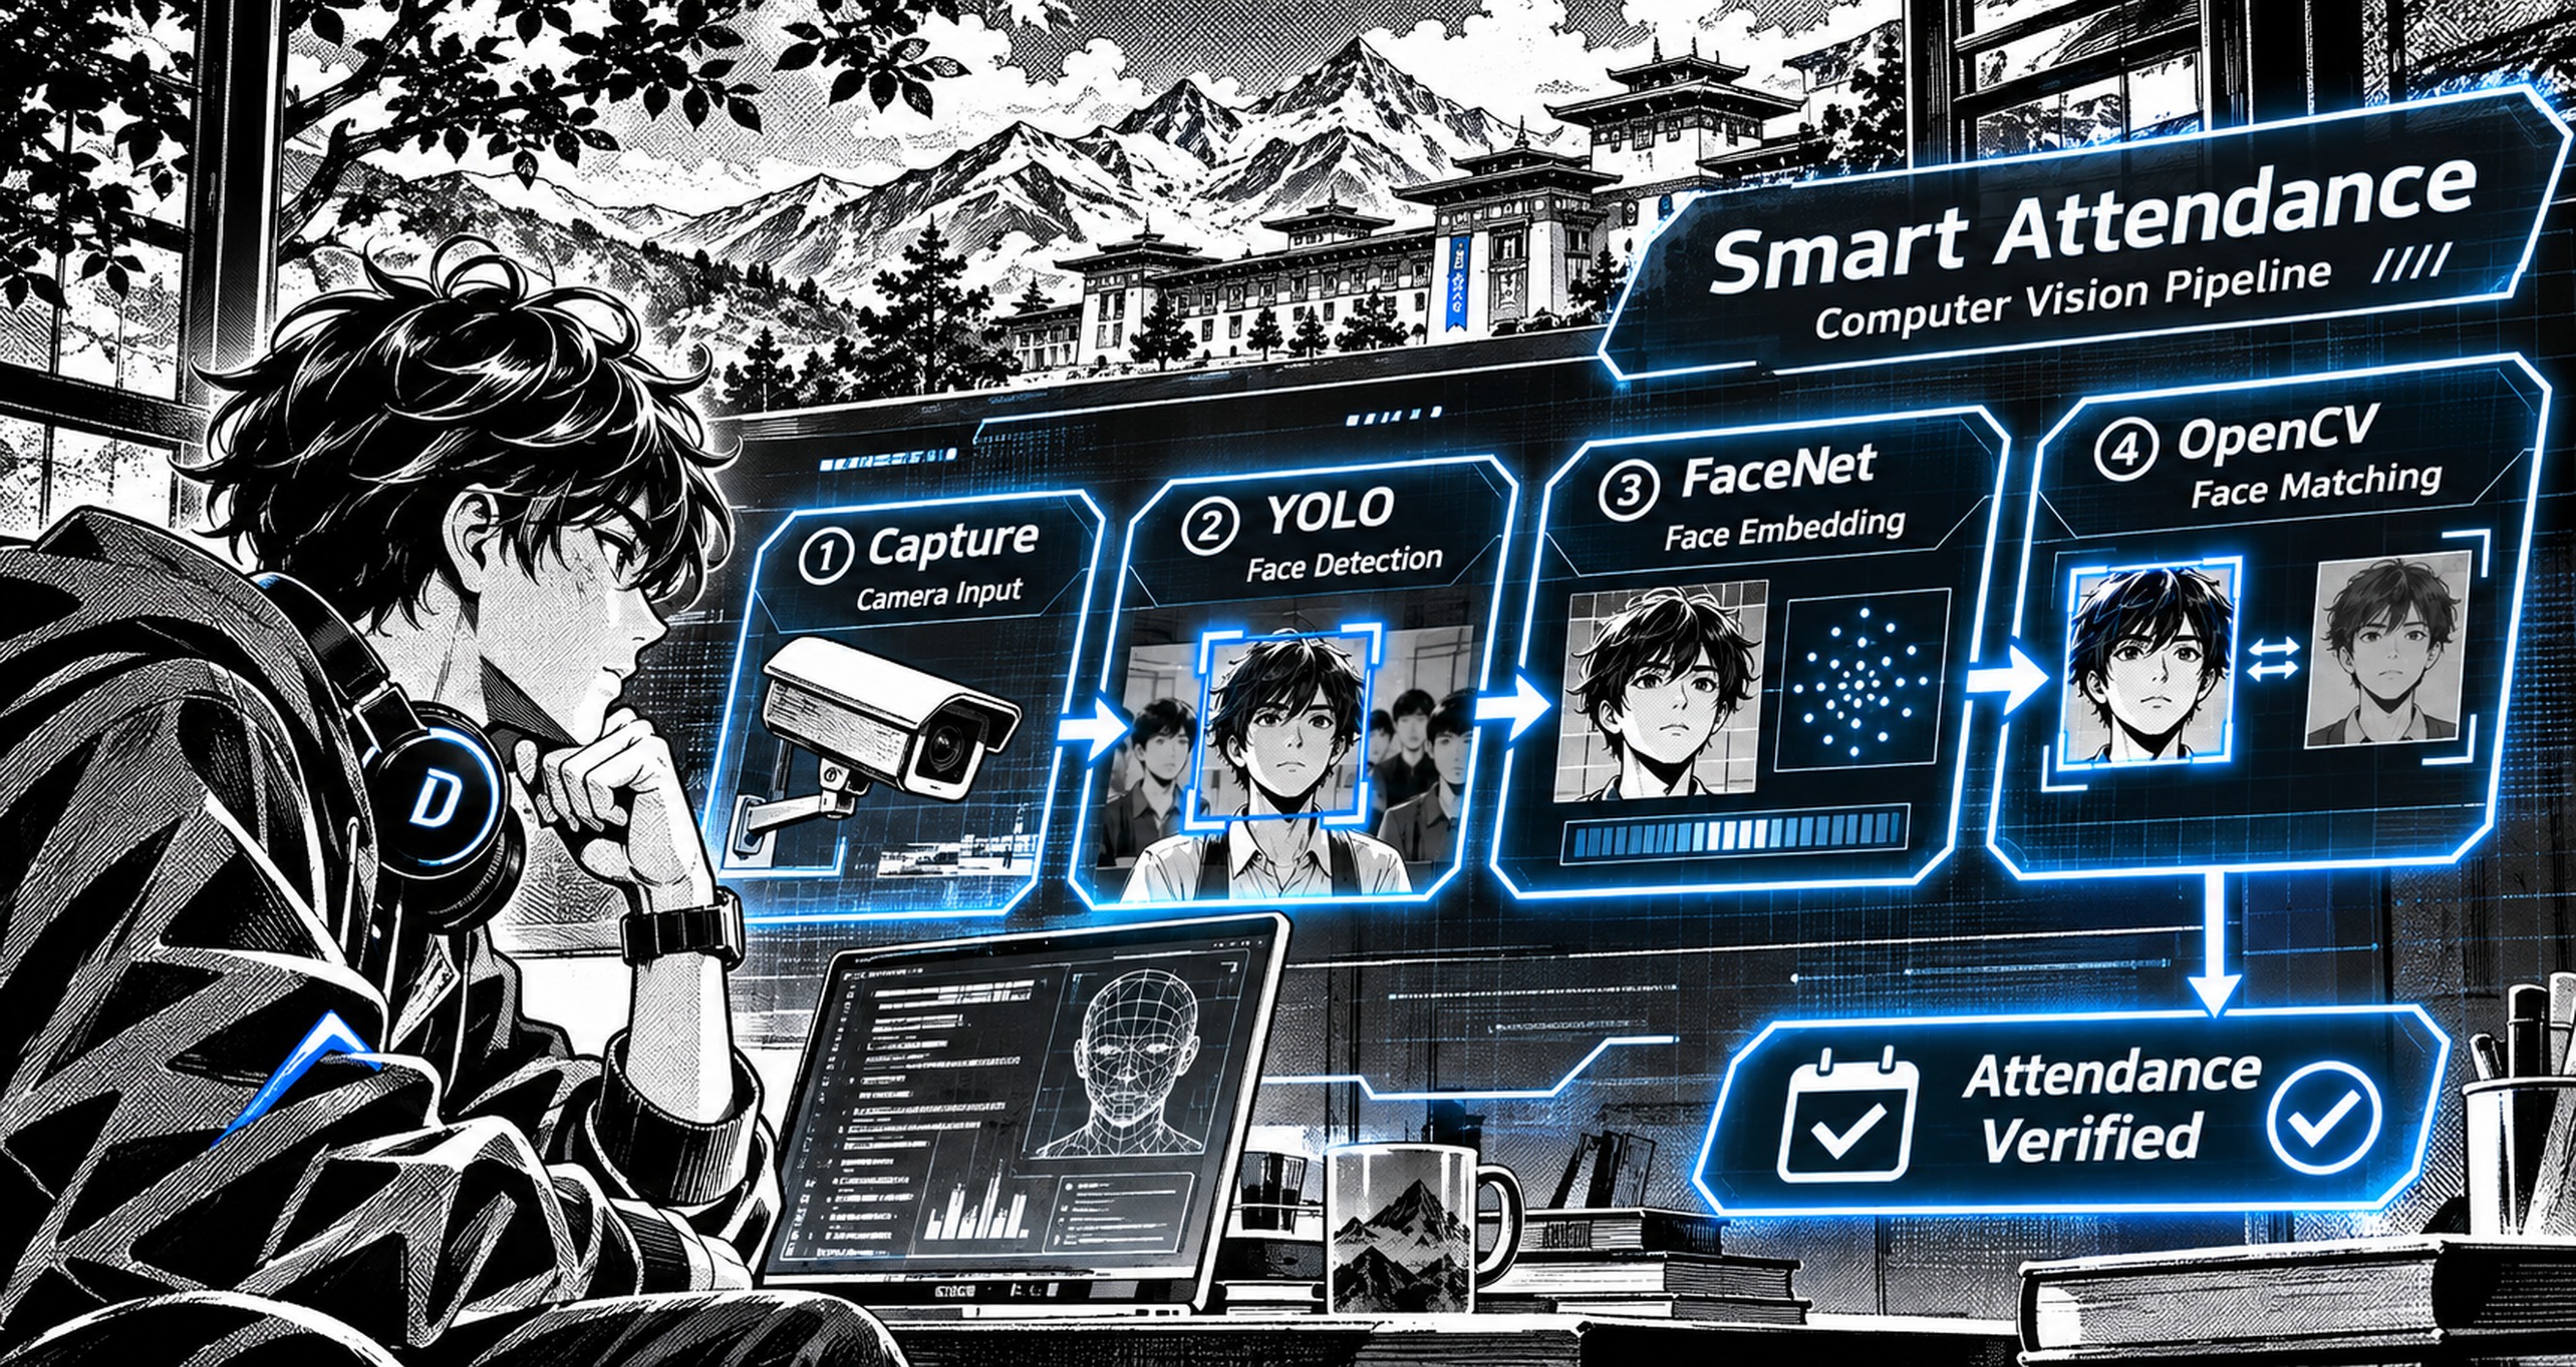 Smart Attendance
Computer Vision Pipeline
1 Capture
Camera Input
2 YOLO
Face Detection
3 FaceNet
Face Embedding
4 OpenCV
Face Matching
D
Attendance
Verified